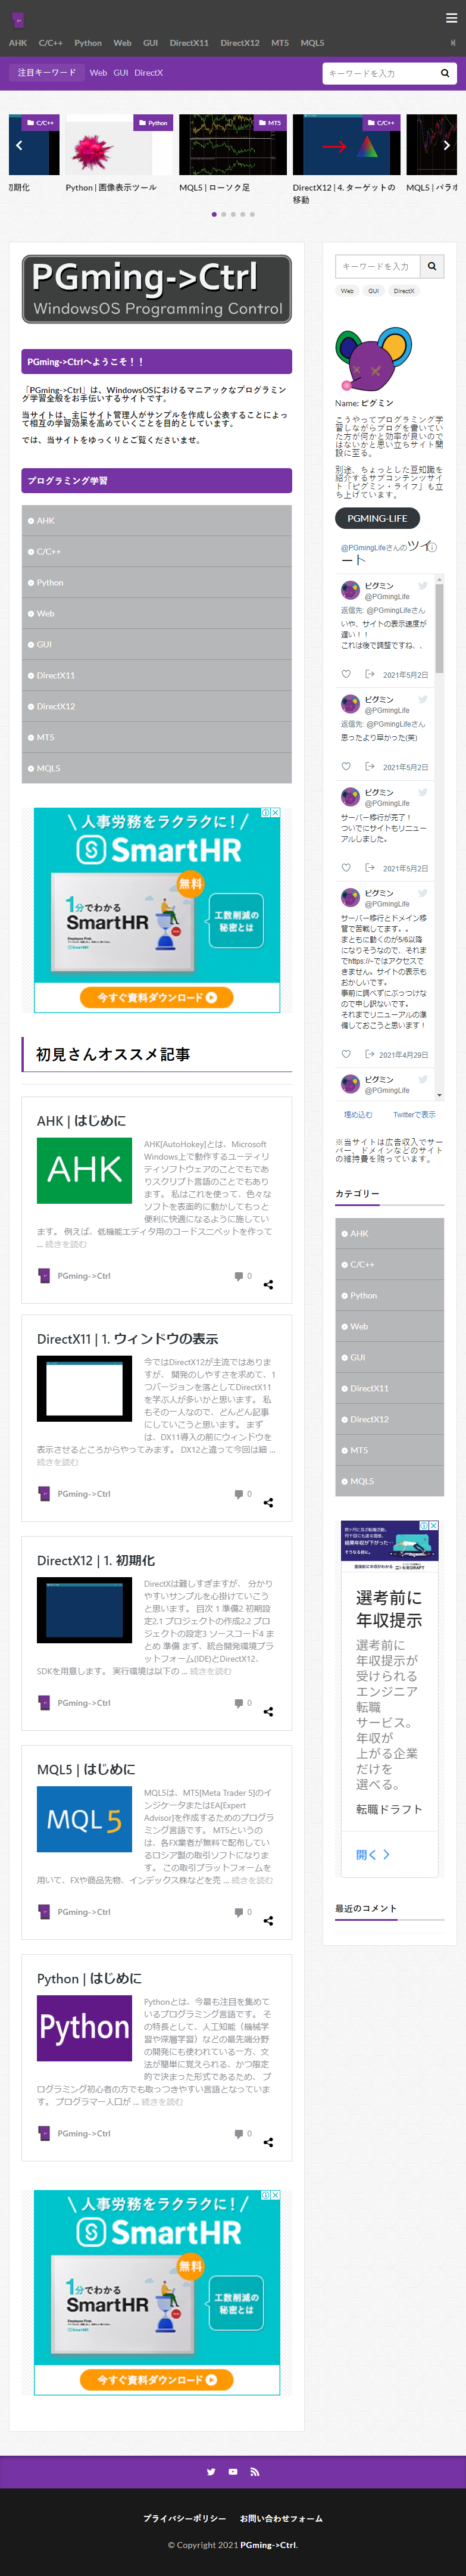 AHK C/C++ Python Web GUI DirectX11 DirectX12 MT5 MQL5
注目キーワード Web GUI DirectX
キーワードを入力
C/C++
Python
MT5
C/C++
初期化
Python | 画像表示ツール
MQL5 | ローソク足
DirectX12 | 4. ターゲットの
移動
MQL5 | パラボ
PGming->Ctrl
WindowsOS Programming Control
PGming->Ctrlへようこそ！！
「PGming->Ctrl」は、WindowsOSにおけるマニアックなプログラミン
グ学習全般をお手伝いするサイトです。
当サイトは、主にサイト管理人がサンプルを作成し公表することによっ
て相互の学習効果を高めていくことを目的としています。
では、当サイトをゆっくりとご覧くださいませ。
プログラミング学習
AHK
C/C++
Python
Web
GUI
DirectX11
DirectX12
MT5
MQL5
人事労務をラクラクに！
SmartHR
無料
1分で
わかる
SmartHR
工数削減の
秘密とは
今すぐ資料ダウンロード
初見さんオススメ記事
AHK | はじめに
AHK
AHK[AutoHokey]とは、Microsoft
Windows上で動作するユーティリ
ティソフトウェアのことでもであ
りスクリプト言語のことでもあり
ます。 私はこれを使って、色々な
ソフトを表面的に動かしてもっと
便利に快適になるように施してい
ます。 例えば、低機能エディタ用のコードスニペットを作って
... 続きを読む
PGming->Ctrl 0
DirectX11 | 1. ウィンドウの表示
今ではDirectX12が主流ではありま
すが、 開発のしやすさを求めて、1
つバージョンを落としてDirectX11
を学ぶ人が多いかと思います。 私
もその一人なので、どんどん記事
にしていこうと思います。 まず
は、DX11導入の前にウィンドウを
表示させるところからやってみます。 DX12と違って今回は細 ...
続きを読む
PGming->Ctrl 0
DirectX12 | 1. 初期化
DirectXは難しすぎますが、 分かり
やすいサンプルを心掛けていこう
と思います。 目次 1 準備2 初期設
定2.1 プロジェクトの作成2.2 プロ
ジェクトの設定3 ソースコード4 ま
とめ 準備 まず、統合開発環境プラ
ットフォーム(IDE)とDirectX12、
SDKを用意します。 実行環境は以下の ... 続きを読む
PGming->Ctrl 0
MQL5 | はじめに
MQL 5
MQL5は、MT5[Meta Trader 5]のイ
ンジケータまたはEA[Expert
Advisor]を作成するためのプログラ
ミング言語です。 MT5というの
は、各FX業者が無料で配布してい
るロシア製の取引ソフトになりま
す。 この取引プラットフォームを
用いて、FXや商品先物、インデックス株などを売 ... 続きを読む
PGming->Ctrl 0
Python | はじめに
Python
Pythonとは、今最も注目を集めて
いるプログラミング言語です。 そ
の特長として、人工知能（機械学
習や深層学習）などの最先端分野
の開発にも使われている一方、文
法が簡単に覚えられる、かつ限定
的で決まった形式であるため、 プ
ログラミング初心者の方でも取っつきやすい言語となっていま
す。 プログラマー人口が ... 続きを読む
PGming->Ctrl 0
人事労務をラクラクに！
SmartHR
無料
1分で
わかる
SmartHR
工数削減の
秘密とは
今すぐ資料ダウンロード
キーワードを入力
Web GUI DirectX
Name: ピグミン
こうやってプログラミング学
習しながらブログを書いてい
た方が何かと効率が良いので
はないかと思い立ちサイト開
設に至る。
別途、ちょっとした豆知識を
紹介するサブコンテンツサイ
ト「ピグミン・ライフ」も立
ち上げています。
PGMING-LIFE
@PGmingLifeさんのツイ
ート
ピグミン
@PGmingLife
返信先: @PGmingLifeさん
いや、サイトの表示速度が
遅い！！
これは後で調整ですね、、
2021年5月2日
ピグミン
@PGmingLife
返信先: @PGmingLifeさん
思ったより早かった(笑)
2021年5月2日
ピグミン
@PGmingLife
サーバー移行が完了！
ついでにサイトもリニュー
アルしました。
2021年5月2日
ピグミン
@PGmingLife
サーバー移行とドメイン移
管で苦戦してます。。
まともに動くのが5/6以降
になりそうなので、それま
でhttps://~ではアクセスで
きません。サイトの表示も
おかしいです。
事前に調べずにぶっつけな
ので申し訳ないです。
それまでリニューアルの準
備しておこうと思います！
2021年4月29日
ピグミン
@PGmingLife
埋め込む Twitterで表示
※当サイトは広告収入でサー
バー、ドメインなどのサイト
の維持費を賄っています。
カテゴリー
AHK
C/C++
Python
Web
GUI
DirectX11
DirectX12
MT5
MQL5
選考前に
年収提示
選考前に
年収提示が
受けられる
エンジニア
転職
サービス。
年収が
上がる企業
だけを
選べる。
転職ドラフト
開く
最近のコメント
プライバシーポリシー お問い合わせフォーム
© Copyright 2021 PGming->Ctrl.